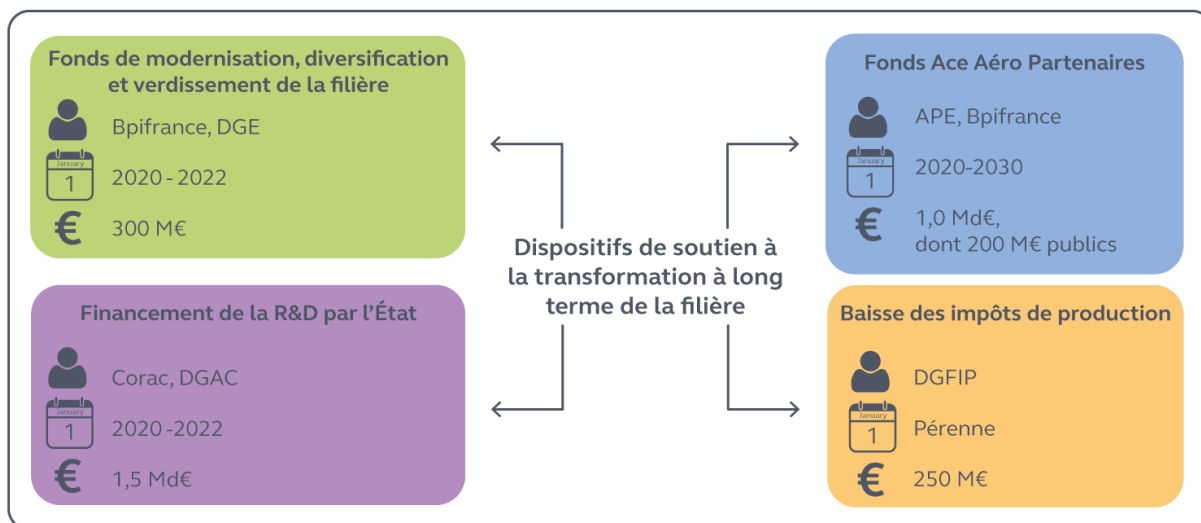 Fonds de modernisation, diversification
et verdissement de la filière
Bpifrance, DGE
January
1
2020 - 2022
€
300 M€
Fonds Ace Aéro Partenaires
APE, Bpifrance
January
1
2020-2030
€
1,0 Md€,
dont 200 M€ publics
Dispositifs de soutien à
la transformation à long
terme de la filière
Financement de la R&D par l’État
Corac, DGAC
January
1
2020 -2022
€
1,5 Md€
Baisse des impôts de production
DGFIP
January
1
Pérenne
€
250 M€